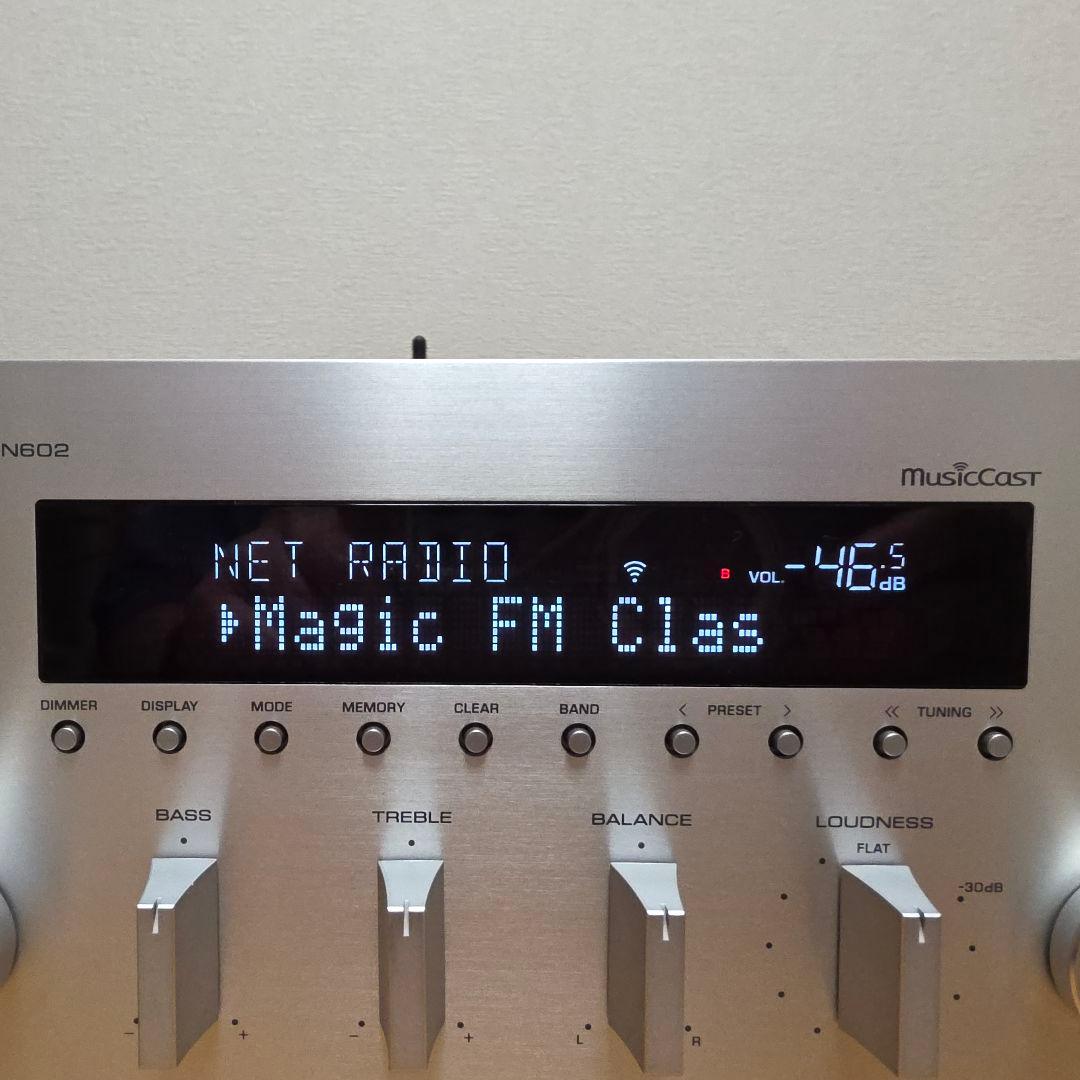 N602
MusicCast
NET RADIO
B VOL. -46.5 dB
Magic FM Clas
DIMMER DISPLAY MODE MEMORY CLEAR BAND < PRESET > << TUNING >>
BASS TREBLE BALANCE LOUDNESS
FLAT
-30dB
- + - + L R